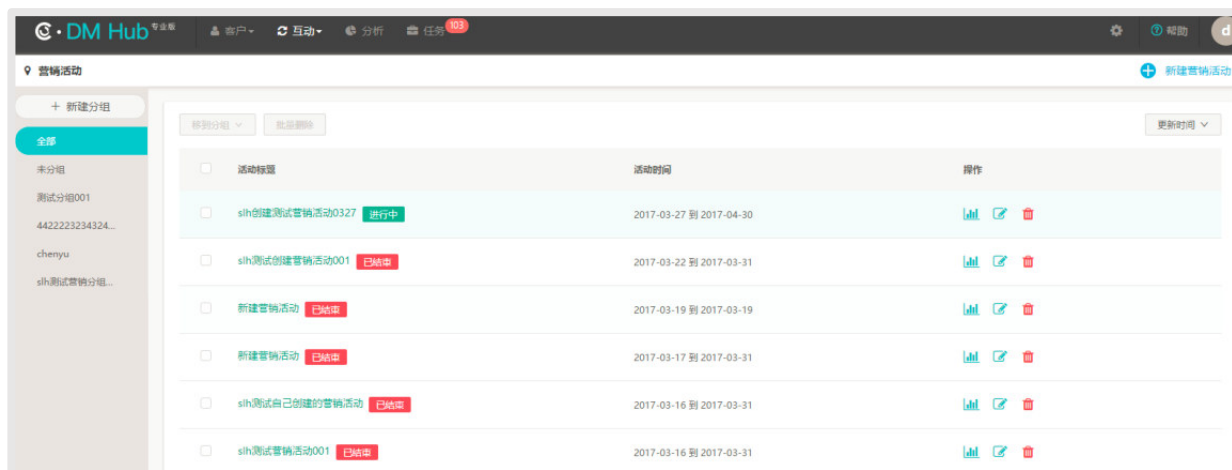 DM Hub 专业版 客户 互动 分析 任务 103 帮助 d
营销活动 新建营销活动
+ 新建分组
全部
未分组
测试分组001
4422223234324...
chenyu
slh测试营销分组...
移到分组 批量删除 更新时间
活动标题 活动时间 操作
slh创建测试营销活动0327 进行中 2017-03-27 到 2017-04-30
slh测试创建营销活动001 已结束 2017-03-22 到 2017-03-31
新建营销活动 已结束 2017-03-19 到 2017-03-19
新建营销活动 已结束 2017-03-17 到 2017-03-31
slh测试自己创建的营销活动 已结束 2017-03-16 到 2017-03-31
slh测试营销活动001 已结束 2017-03-16 到 2017-03-31